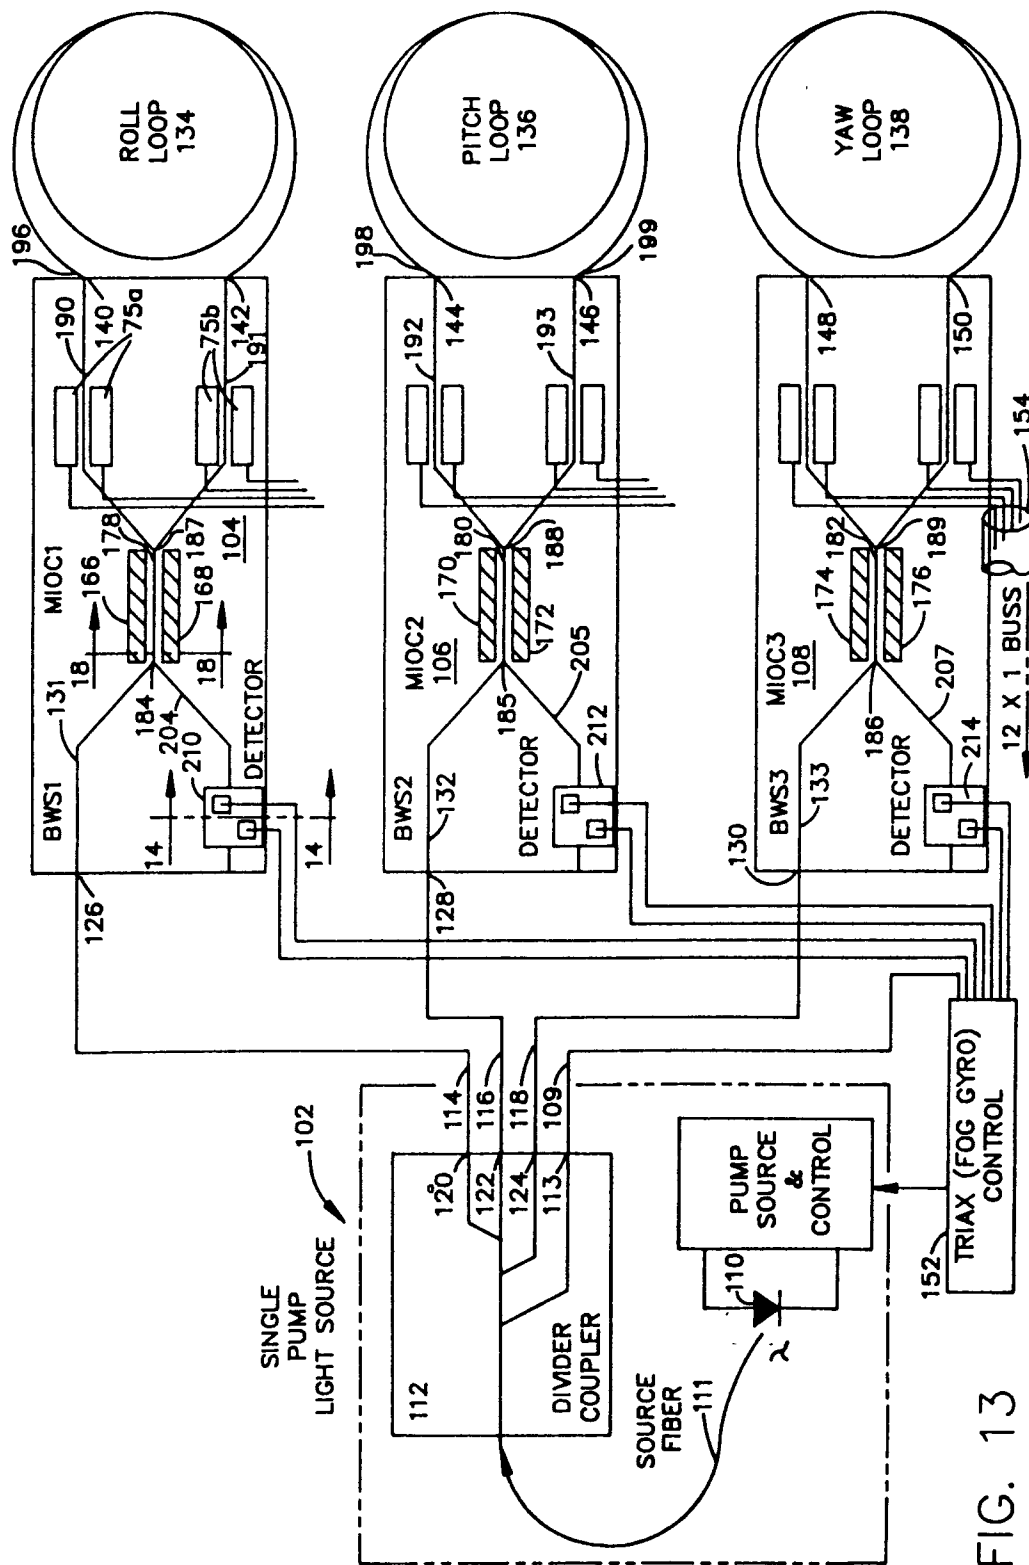 ROLL
LOOP
134
PITCH
LOOP
136
YAW
LOOP
138
196
190
140
75a
75b
142
191
198
192
144
193
146
199
148
150
154
MIOC1
166
178
187
104
168
18
18
184
131
204
210
DETECTOR
BWS1
14
14
126
MIOC2
106
170
180
188
172
185
205
212
132
BWS2
DETECTOR
128
MIOC3
108
174
182
189
176
186
207
214
133
BWS3
DETECTOR
130
12 X 1 BUSS
SINGLE
PUMP
LIGHT SOURCE
102
114
116
118
109
120
122
124
113
112
DIVIDER
COUPLER
SOURCE
FIBER
111
110
λ
PUMP
SOURCE
&
CONTROL
152
TRIAX (FOG GYRO)
CONTROL
FIG. 13